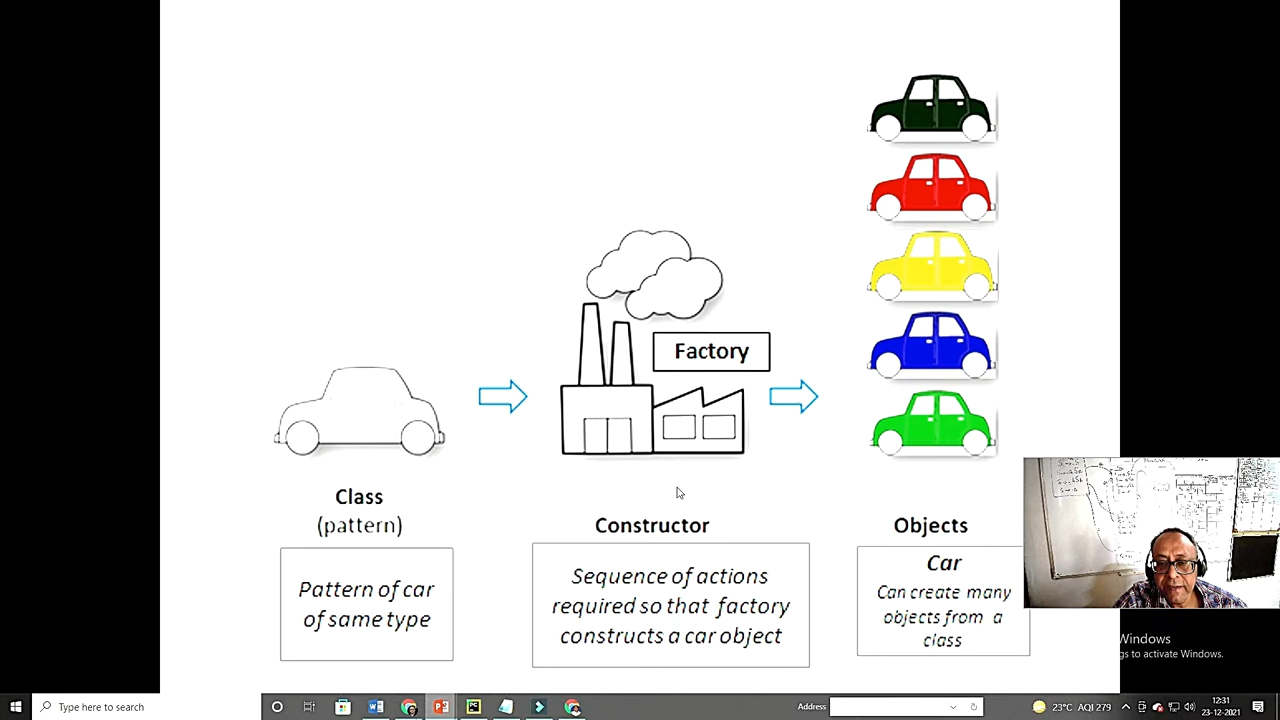 Factory
Class
(pattern)
Constructor
Objects
Pattern of car
of same type
Sequence of actions
required so that factory
constructs a car object
Car
Can create many
objects from a
class
Windows
gs to activate Windows.
Type here to search
Address
23°C AQI 279
12:31
23-12-2021